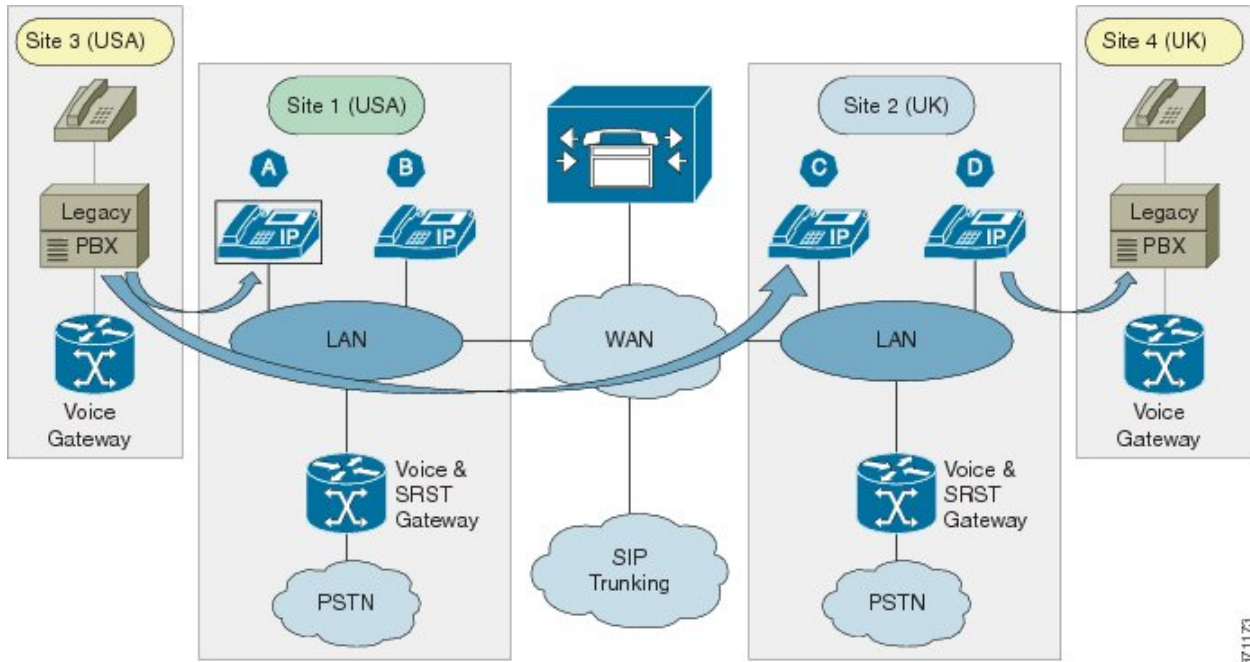 Site 3 (USA)
Legacy
PBX
Voice
Gateway
Site 1 (USA)
A
B
IP
IP
LAN
Voice &
SRST
Gateway
PSTN
WAN
SIP
Trunking
Site 2 (UK)
C
D
IP
IP
LAN
Voice &
SRST
Gateway
PSTN
Site 4 (UK)
Legacy
PBX
Voice
Gateway
371173